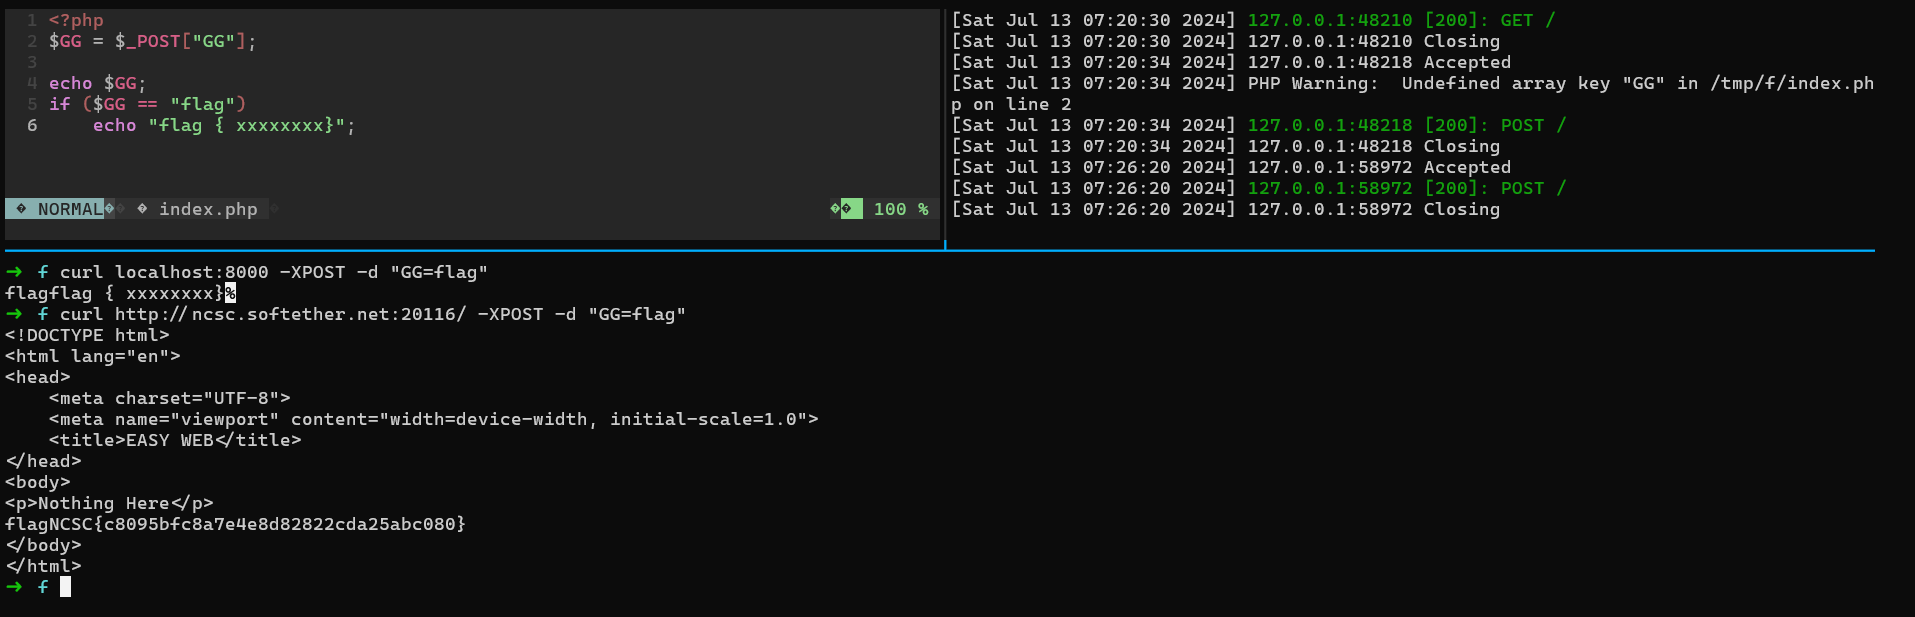 1 <?php
2 $GG = $_POST["GG"];
3
4 echo $GG;
5 if ($GG == "flag")
6     echo "flag { xxxxxxxx}";
NORMAL index.php 100 %
[Sat Jul 13 07:20:30 2024] 127.0.0.1:48210 [200]: GET /
[Sat Jul 13 07:20:30 2024] 127.0.0.1:48210 Closing
[Sat Jul 13 07:20:34 2024] 127.0.0.1:48218 Accepted
[Sat Jul 13 07:20:34 2024] PHP Warning:  Undefined array key "GG" in /tmp/f/index.ph
p on line 2
[Sat Jul 13 07:20:34 2024] 127.0.0.1:48218 [200]: POST /
[Sat Jul 13 07:20:34 2024] 127.0.0.1:48218 Closing
[Sat Jul 13 07:26:20 2024] 127.0.0.1:58972 Accepted
[Sat Jul 13 07:26:20 2024] 127.0.0.1:58972 [200]: POST /
[Sat Jul 13 07:26:20 2024] 127.0.0.1:58972 Closing
➜ f curl localhost:8000 -XPOST -d "GG=flag"
flagflag { xxxxxxxx}%
➜ f curl http://ncsc.softether.net:20116/ -XPOST -d "GG=flag"
<!DOCTYPE html>
<html lang="en">
<head>
    <meta charset="UTF-8">
    <meta name="viewport" content="width=device-width, initial-scale=1.0">
    <title>EASY WEB</title>
</head>
<body>
<p>Nothing Here</p>
flagNCSC{c8095bfc8a7e4e8d82822cda25abc080}
</body>
</html>
➜ f